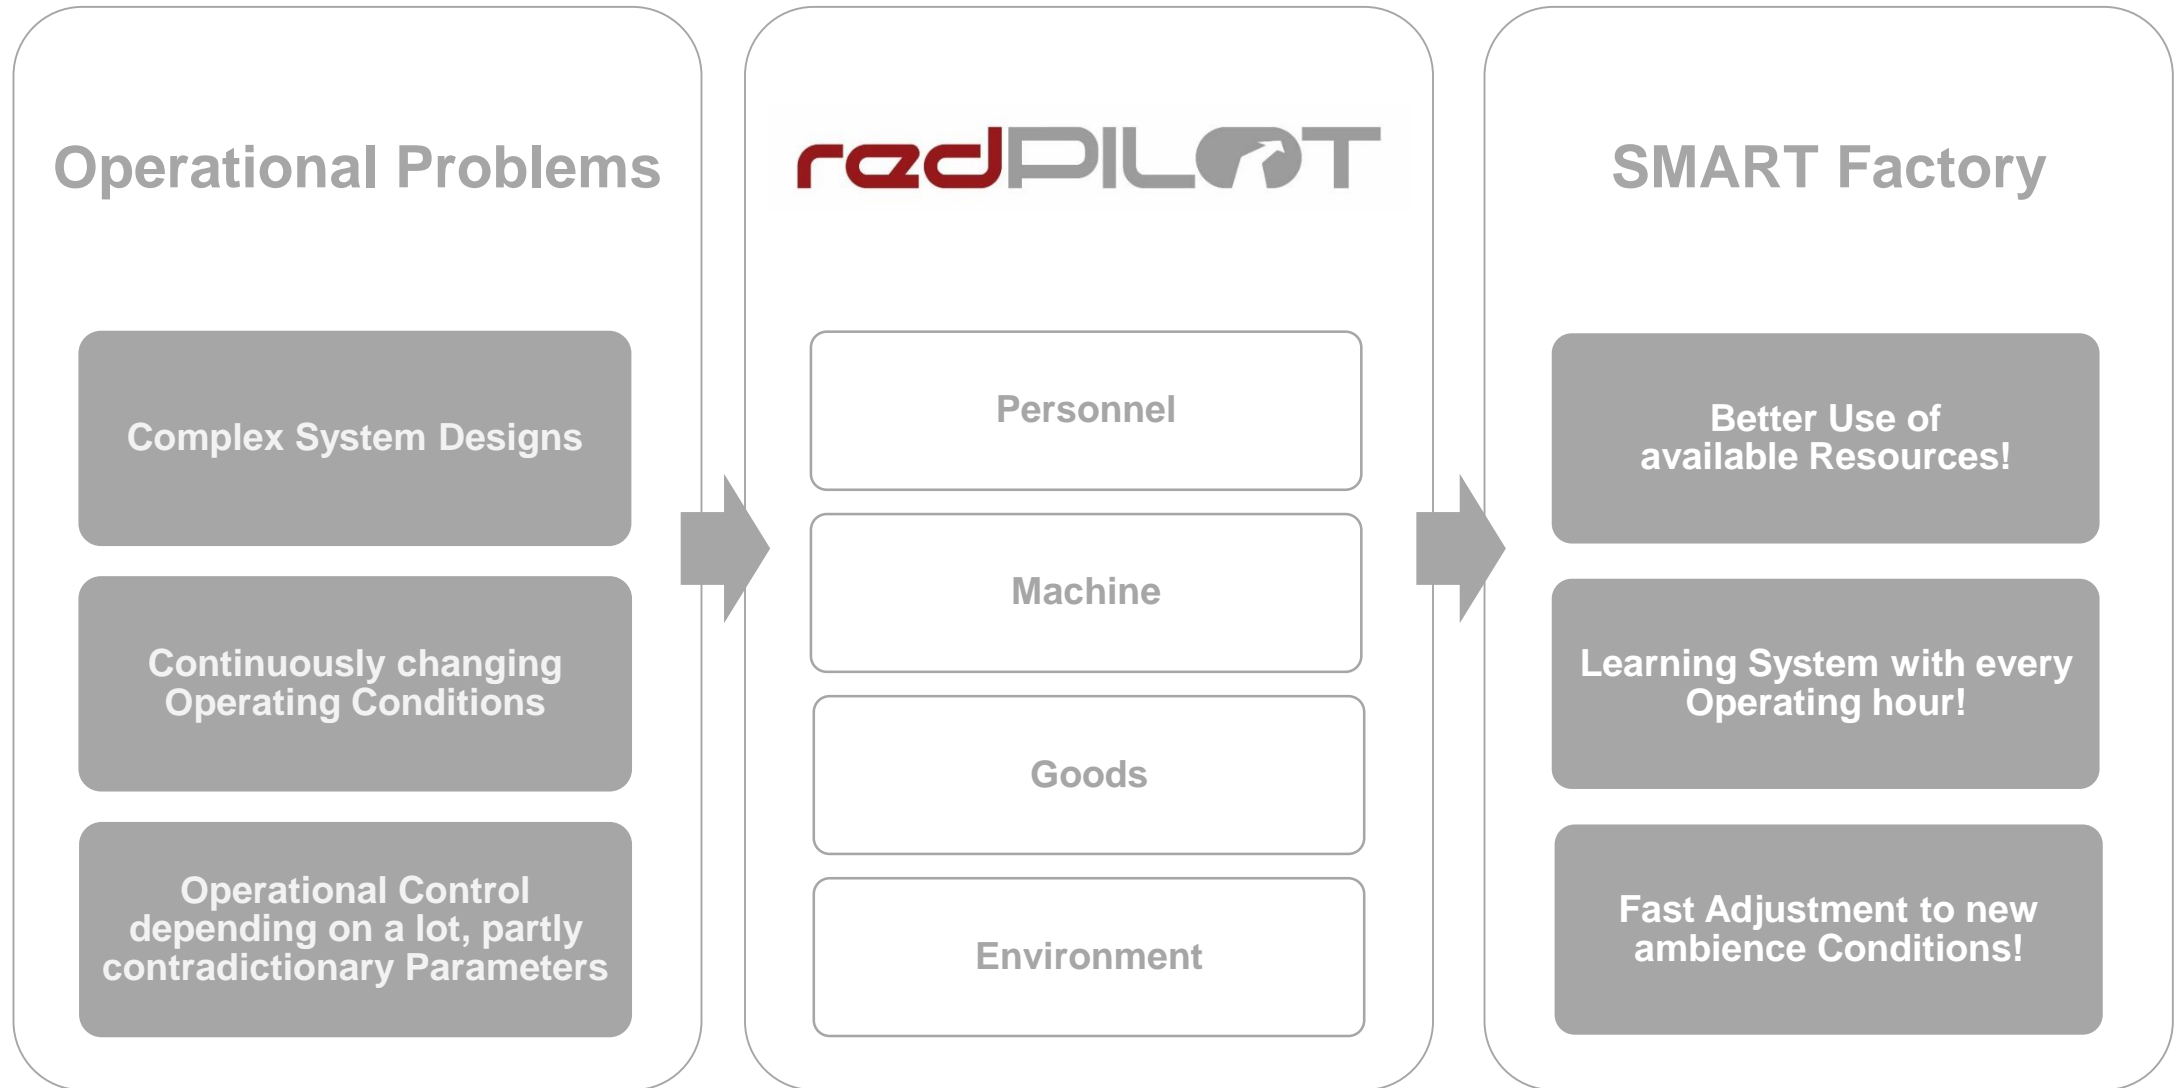 Operational Problems
Complex System Designs
Continuously changing
Operating Conditions
Operational Control
depending on a lot, partly
contradictionary Parameters
redPILOT
Personnel
Machine
Goods
Environment
SMART Factory
Better Use of
available Resources!
Learning System with every
Operating hour!
Fast Adjustment to new
ambience Conditions!